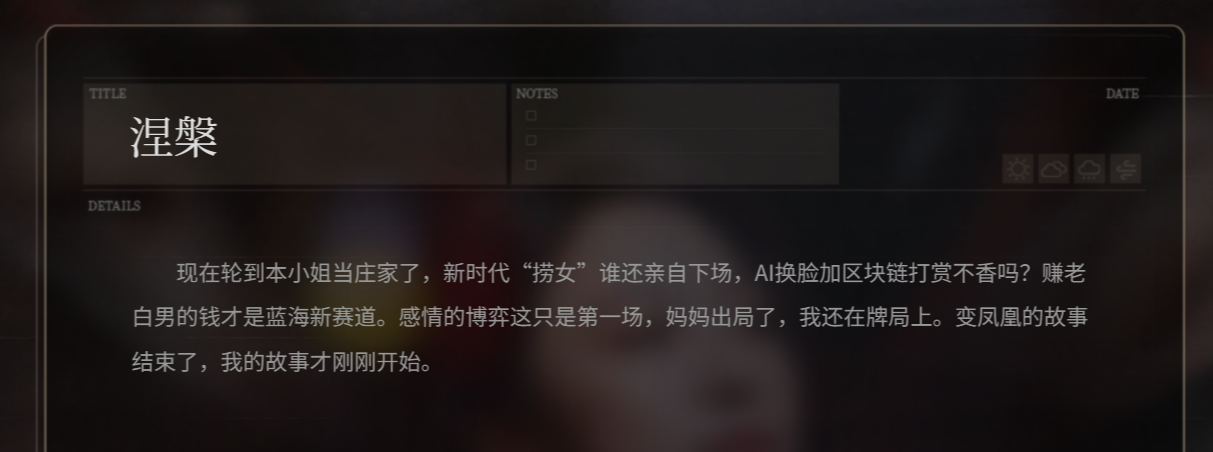 TITLE
涅槃
NOTES
DATE
DETAILS
现在轮到本小姐当庄家了，新时代“捞女”谁还亲自下场，AI换脸加区块链打赏不香吗？赚老
白男的钱才是蓝海新赛道。感情的博弈这只是第一场，妈妈出局了，我还在牌局上。变凤凰的故事
结束了，我的故事才刚刚开始。